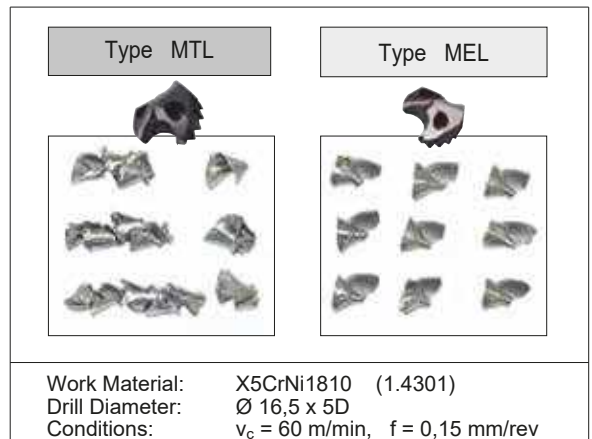 Type MTL
Type MEL
Work Material: X5CrNi1810 (1.4301)
Drill Diameter: Ø 16,5 x 5D
Conditions: vc = 60 m/min, f = 0,15 mm/rev